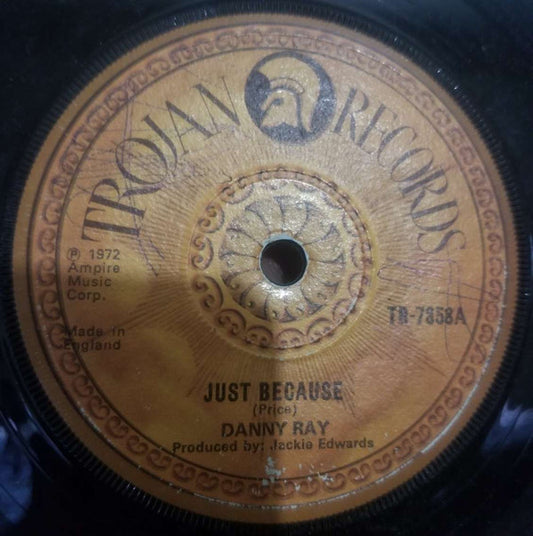 TROJAN RECORDS
℗ 1972
Ampire
Music
Corp.
Made in
England
TR-7858A
JUST BECAUSE
(Price)
DANNY RAY
Produced by: Jackie Edwards